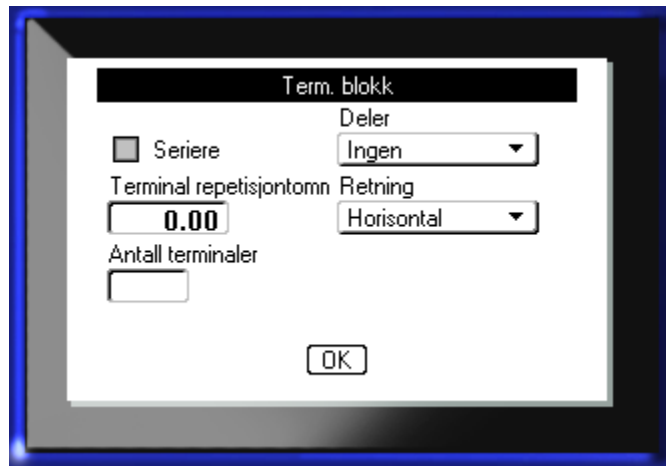 Term. blokk
Deler
Seriere
Ingen
Terminal repetisjontomn
Retning
0.00
Horisontal
Antall terminaler
OK